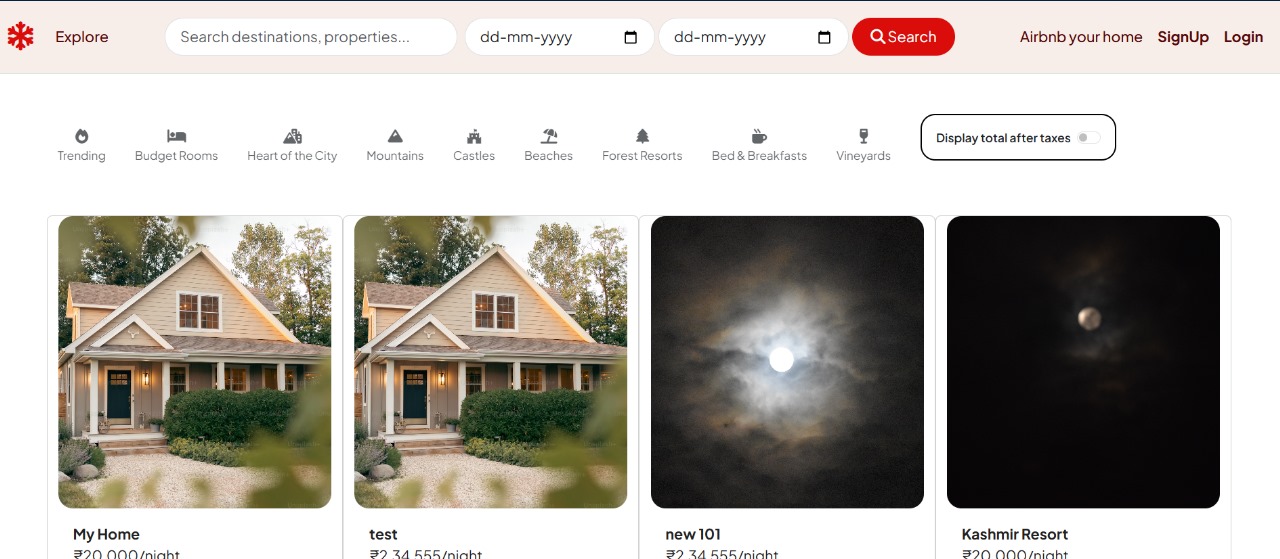 Explore
Search destinations, properties...
dd-mm-yyyy
dd-mm-yyyy
Search
Airbnb your home
SignUp
Login
Trending
Budget Rooms
Heart of the City
Mountains
Castles
Beaches
Forest Resorts
Bed & Breakfasts
Vineyards
Display total after taxes
My Home
test
new 101
Kashmir Resort
₹20,000/night
₹2,34,555/night
₹2,34,555/night
₹20,000/night